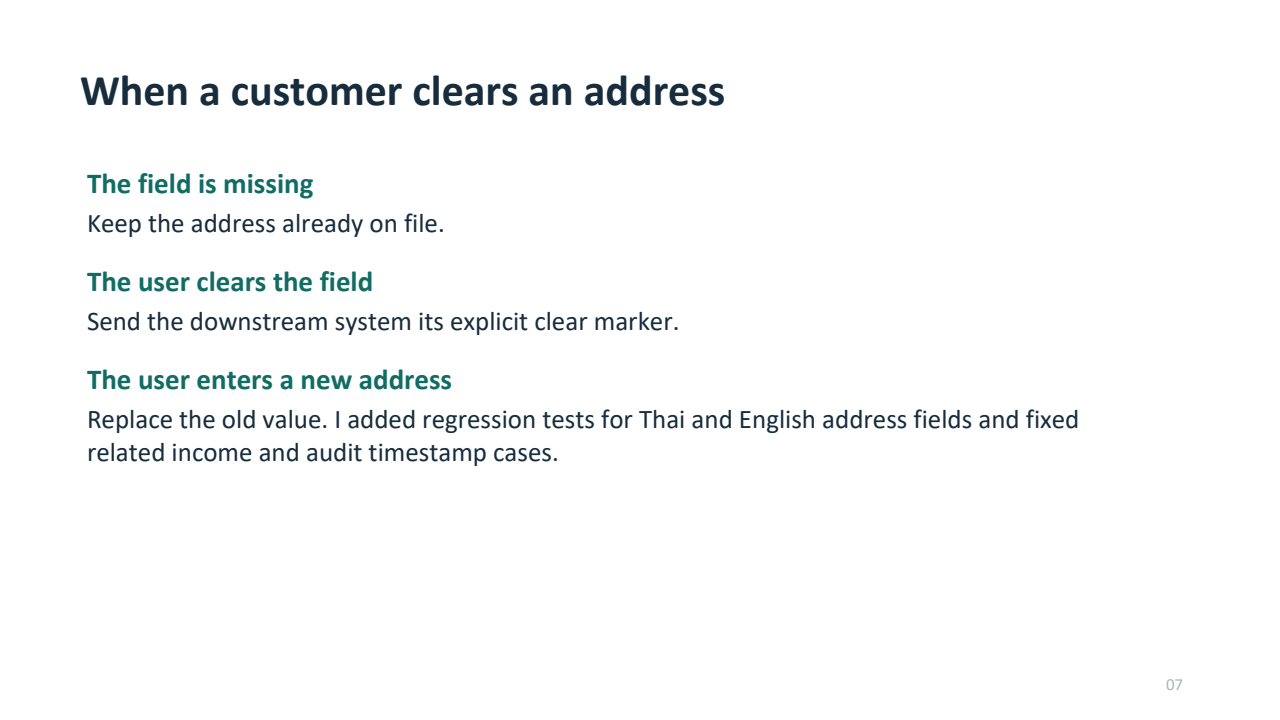 When a customer clears an address
The field is missing
Keep the address already on file.
The user clears the field
Send the downstream system its explicit clear marker.
The user enters a new address
Replace the old value. I added regression tests for Thai and English address fields and fixed
related income and audit timestamp cases.
07